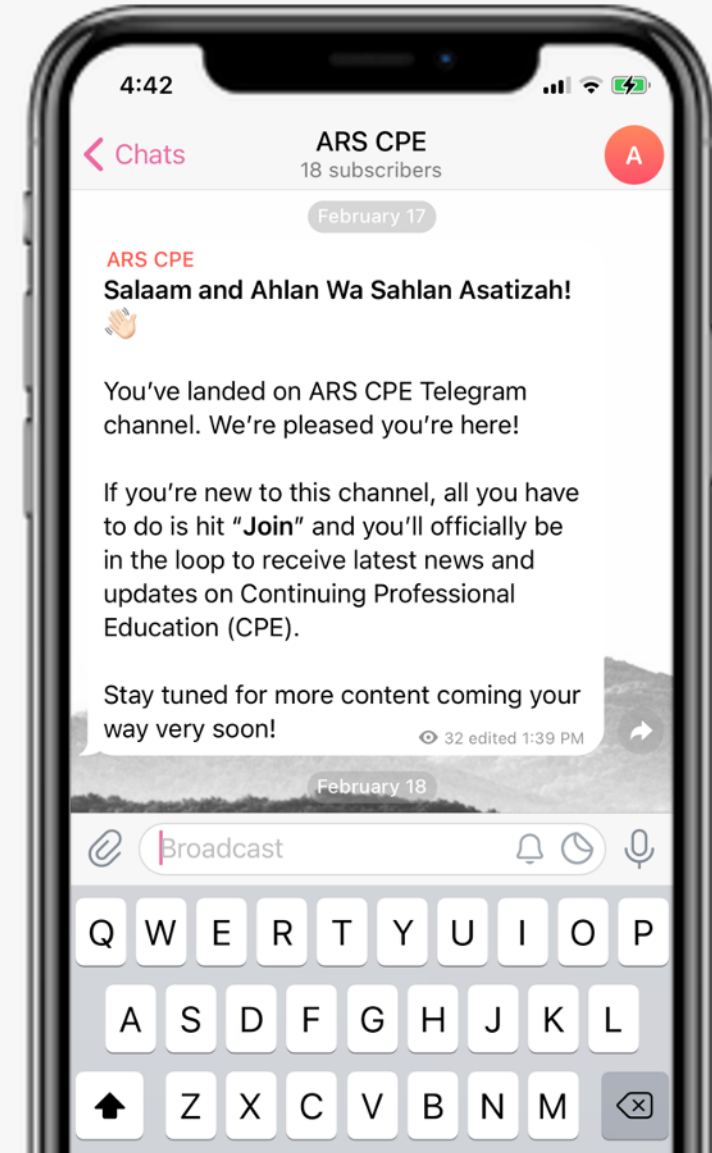 4:42
Chats
ARS CPE
18 subscribers
A
February 17
ARS CPE
Salaam and Ahlan Wa Sahlan Asatizah!
👋🏻
You’ve landed on ARS CPE Telegram
channel. We’re pleased you’re here!
If you’re new to this channel, all you have
to do is hit “Join” and you’ll officially be
in the loop to receive latest news and
updates on Continuing Professional
Education (CPE).
Stay tuned for more content coming your
way very soon!
32 edited 1:39 PM
February 18
Broadcast
Q W E R T Y U I O P
A S D F G H J K L
Z X C V B N M